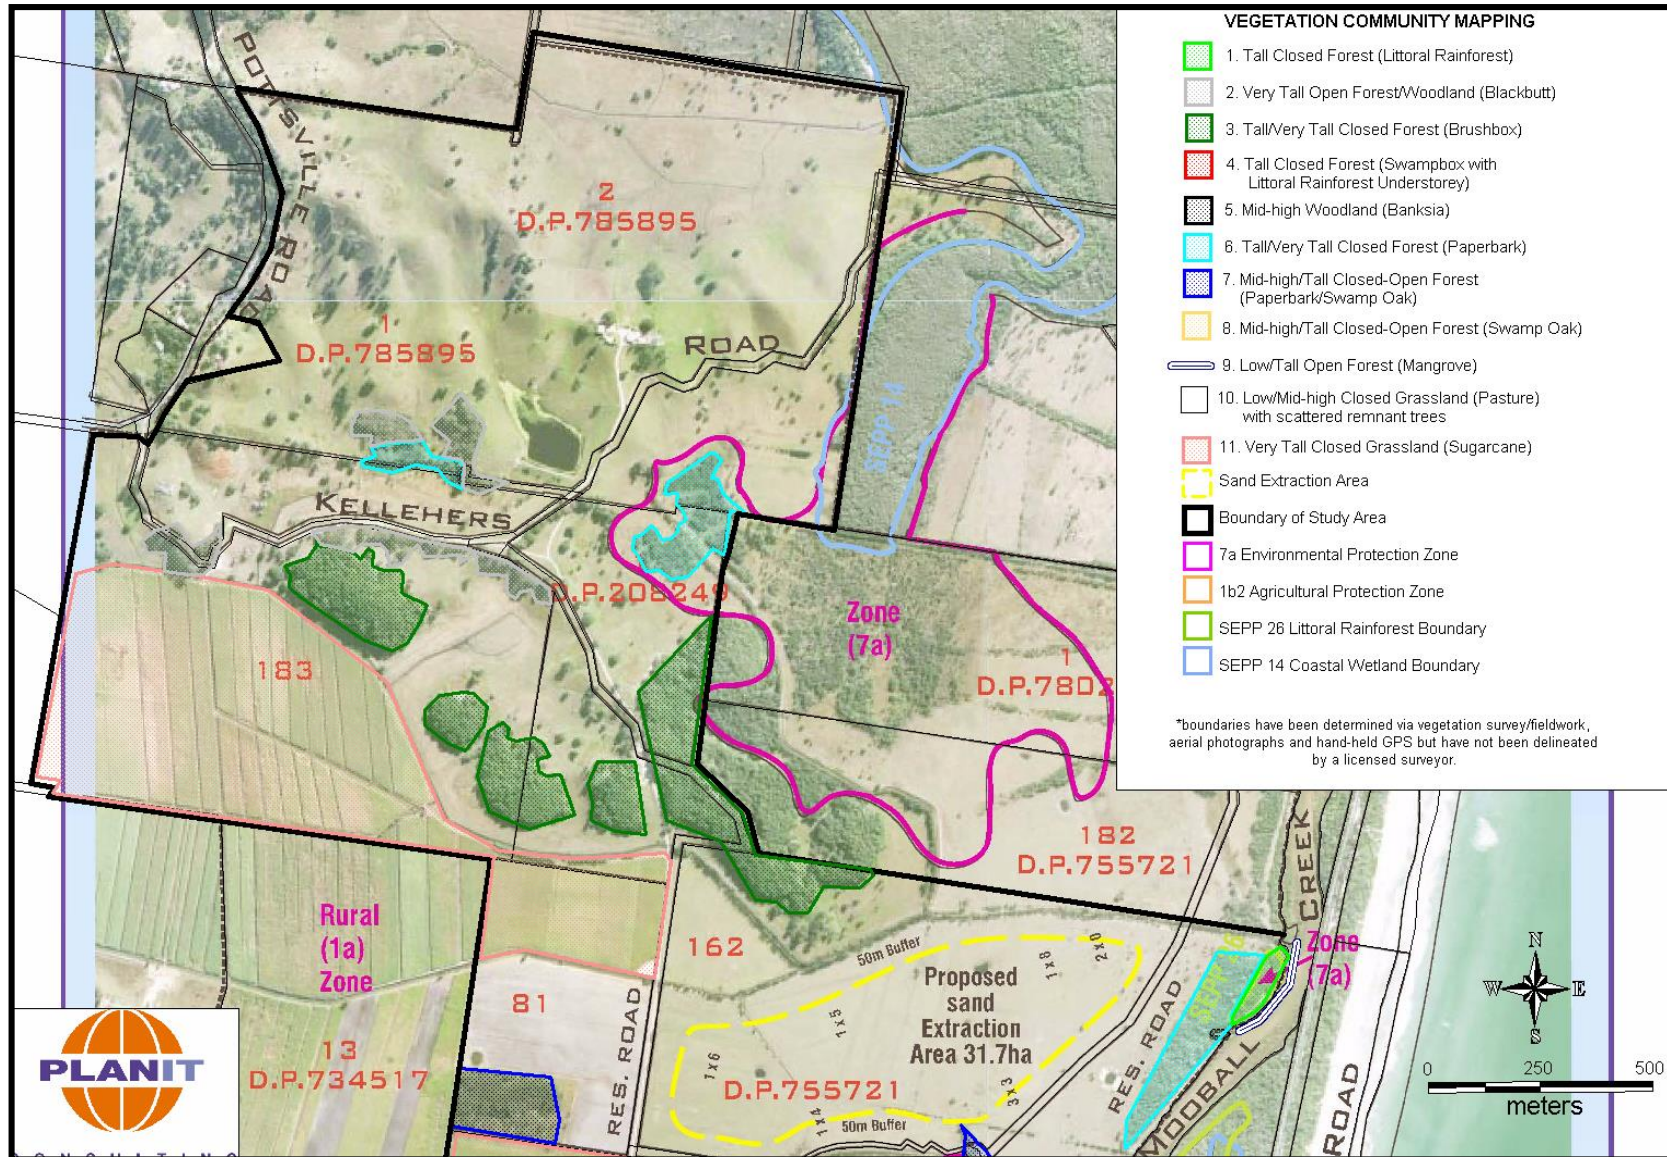 VEGETATION COMMUNITY MAPPING
1. Tall Closed Forest (Littoral Rainforest)
2. Very Tall Open Forest/Woodland (Blackbutt)
3. Tall/Very Tall Closed Forest (Brushbox)
4. Tall Closed Forest (Swampbox with
Littoral Rainforest Understorey)
5. Mid-high Woodland (Banksia)
6. Tall/Very Tall Closed Forest (Paperbark)
7. Mid-high/Tall Closed-Open Forest
(Paperbark/Swamp Oak)
8. Mid-high/Tall Closed-Open Forest (Swamp Oak)
9. Low/Tall Open Forest (Mangrove)
10. Low/Mid-high Closed Grassland (Pasture)
with scattered remnant trees
11. Very Tall Closed Grassland (Sugarcane)
Sand Extraction Area
Boundary of Study Area
7a Environmental Protection Zone
1b2 Agricultural Protection Zone
SEPP 26 Littoral Rainforest Boundary
SEPP 14 Coastal Wetland Boundary
*boundaries have been determined via vegetation survey/fieldwork,
aerial photographs and hand-held GPS but have not been delineated
by a licensed surveyor.
POTTSVILLE ROAD
2
D.P.785895
1
D.P.785895
ROAD
SEPP 14
KELLEHERS
D.P.208249
Zone
(7a)
1
D.P.7802
183
182
D.P.755721
CREEK
Rural
(1a)
Zone
162
50m Buffer
2x0
1x8
Proposed
sand
Extraction
Area 31.7ha
1x5
1x6
3x3
1x4
50m Buffer
D.P.755721
81
RES. ROAD
13
D.P.734517
RES. ROAD
Zone
(7a)
MOOBALL
ROAD
N
W E
S
0 250 500
meters
PLANIT